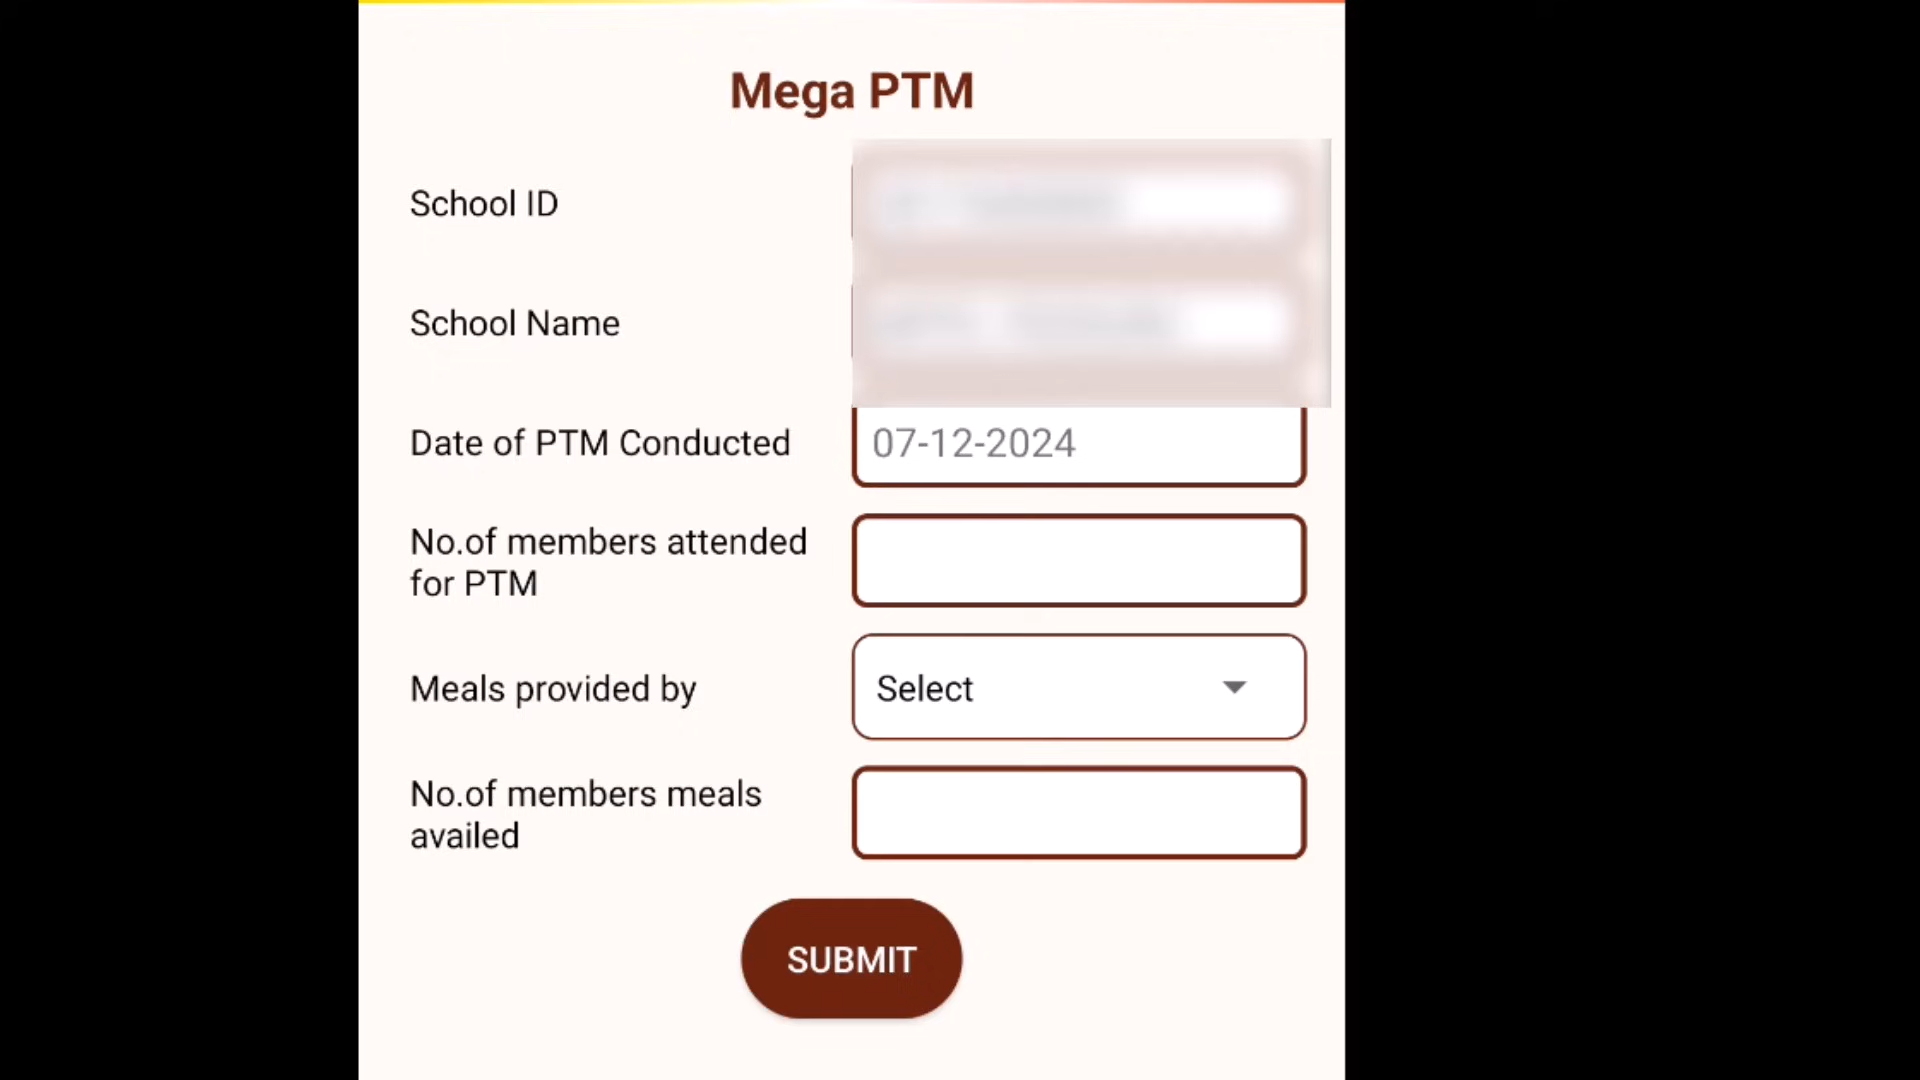 Mega PTM
School ID
School Name
Date of PTM Conducted
07-12-2024
No.of members attended
for PTM
Meals provided by
Select
No.of members meals
availed
SUBMIT